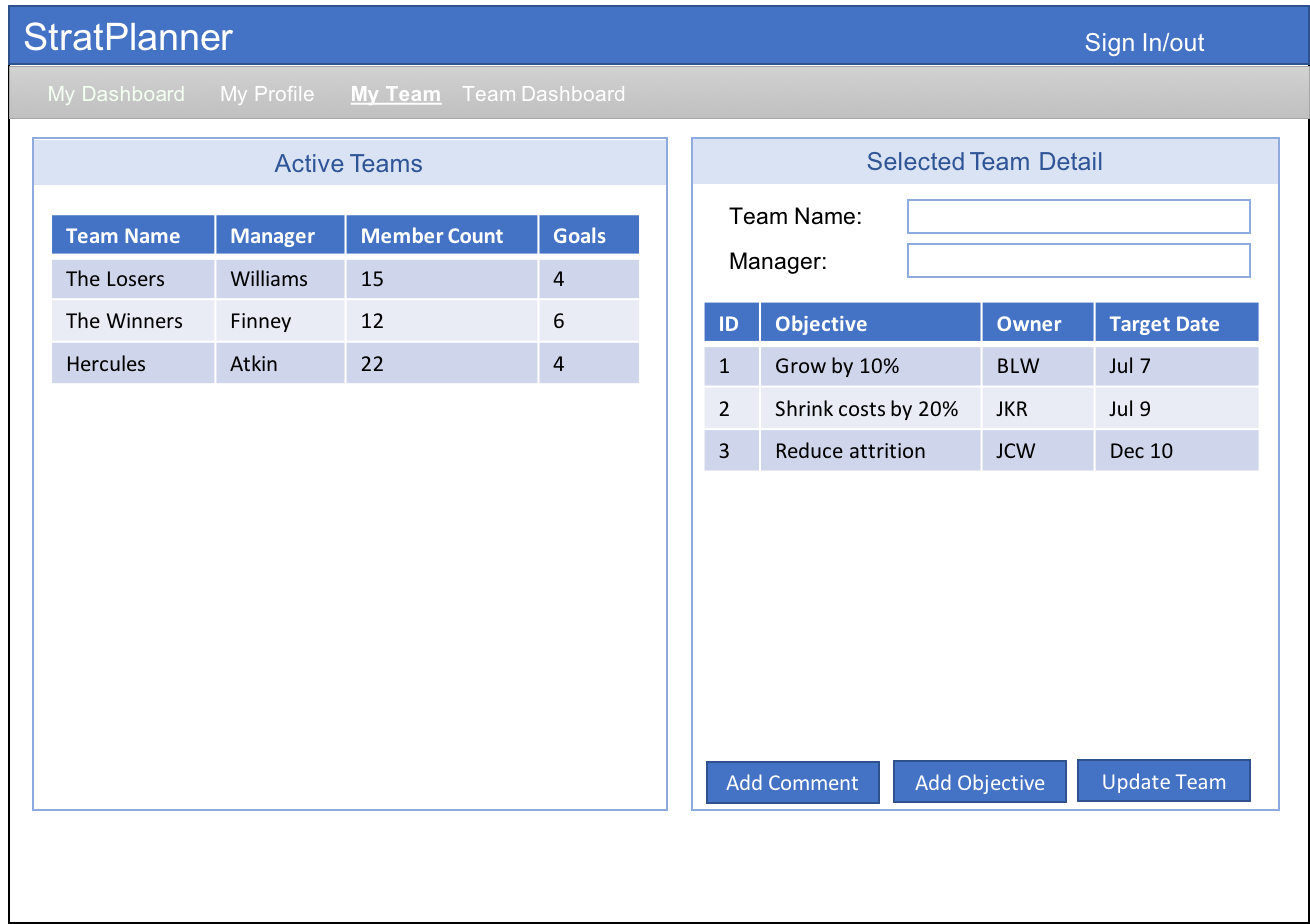 StratPlanner
Sign In/out
My Dashboard My Profile My Team Team Dashboard
Active Teams
Team Name Manager Member Count Goals
The Losers Williams 15 4
The Winners Finney 12 6
Hercules Atkin 22 4
Selected Team Detail
Team Name:
Manager:
ID Objective Owner Target Date
1 Grow by 10% BLW Jul 7
2 Shrink costs by 20% JKR Jul 9
3 Reduce attrition JCW Dec 10
Add Comment Add Objective Update Team